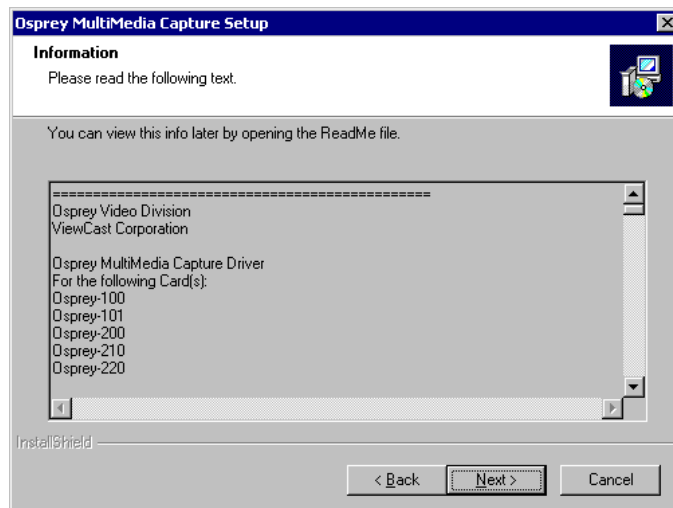 Osprey MultiMedia Capture Setup
Information
Please read the following text.
You can view this info later by opening the ReadMe file.
===============================================
Osprey Video Division
ViewCast Corporation
Osprey MultiMedia Capture Driver
For the following Card(s):
Osprey-100
Osprey-101
Osprey-200
Osprey-210
Osprey-220
InstallShield
< Back
Next >
Cancel